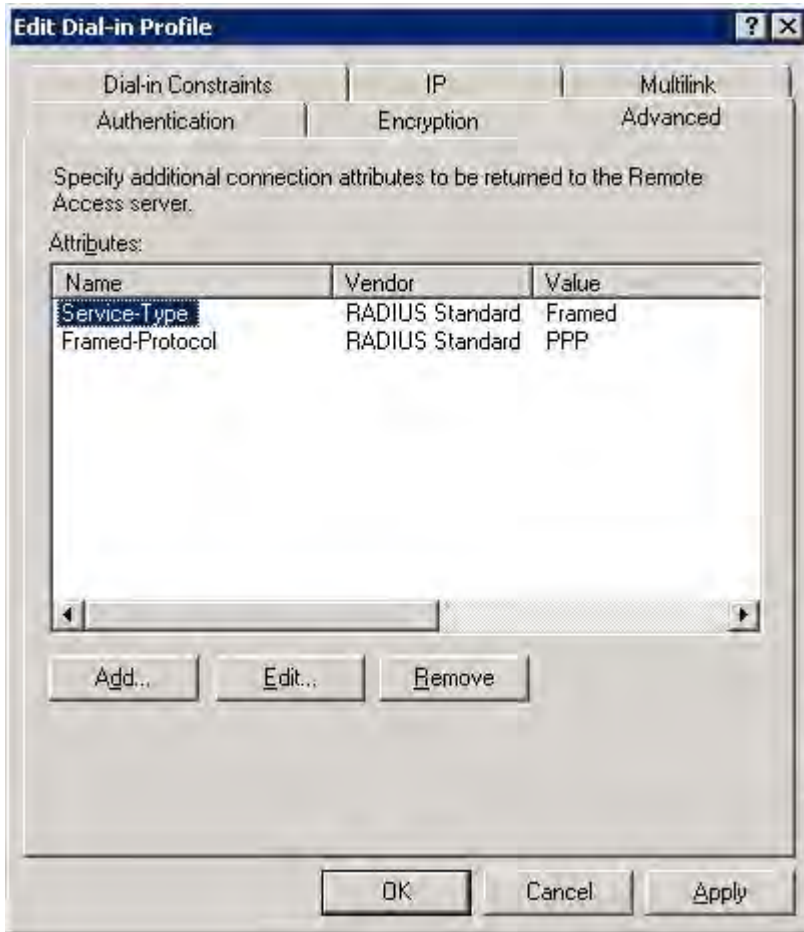 Edit Dial-in Profile
Dial-in Constraints IP Multilink
Authentication Encryption Advanced
Specify additional connection attributes to be returned to the Remote
Access server.
Attributes:
Name Vendor Value
Service-Type RADIUS Standard Framed
Framed-Protocol RADIUS Standard PPP
Add... Edit... Remove
OK Cancel Apply